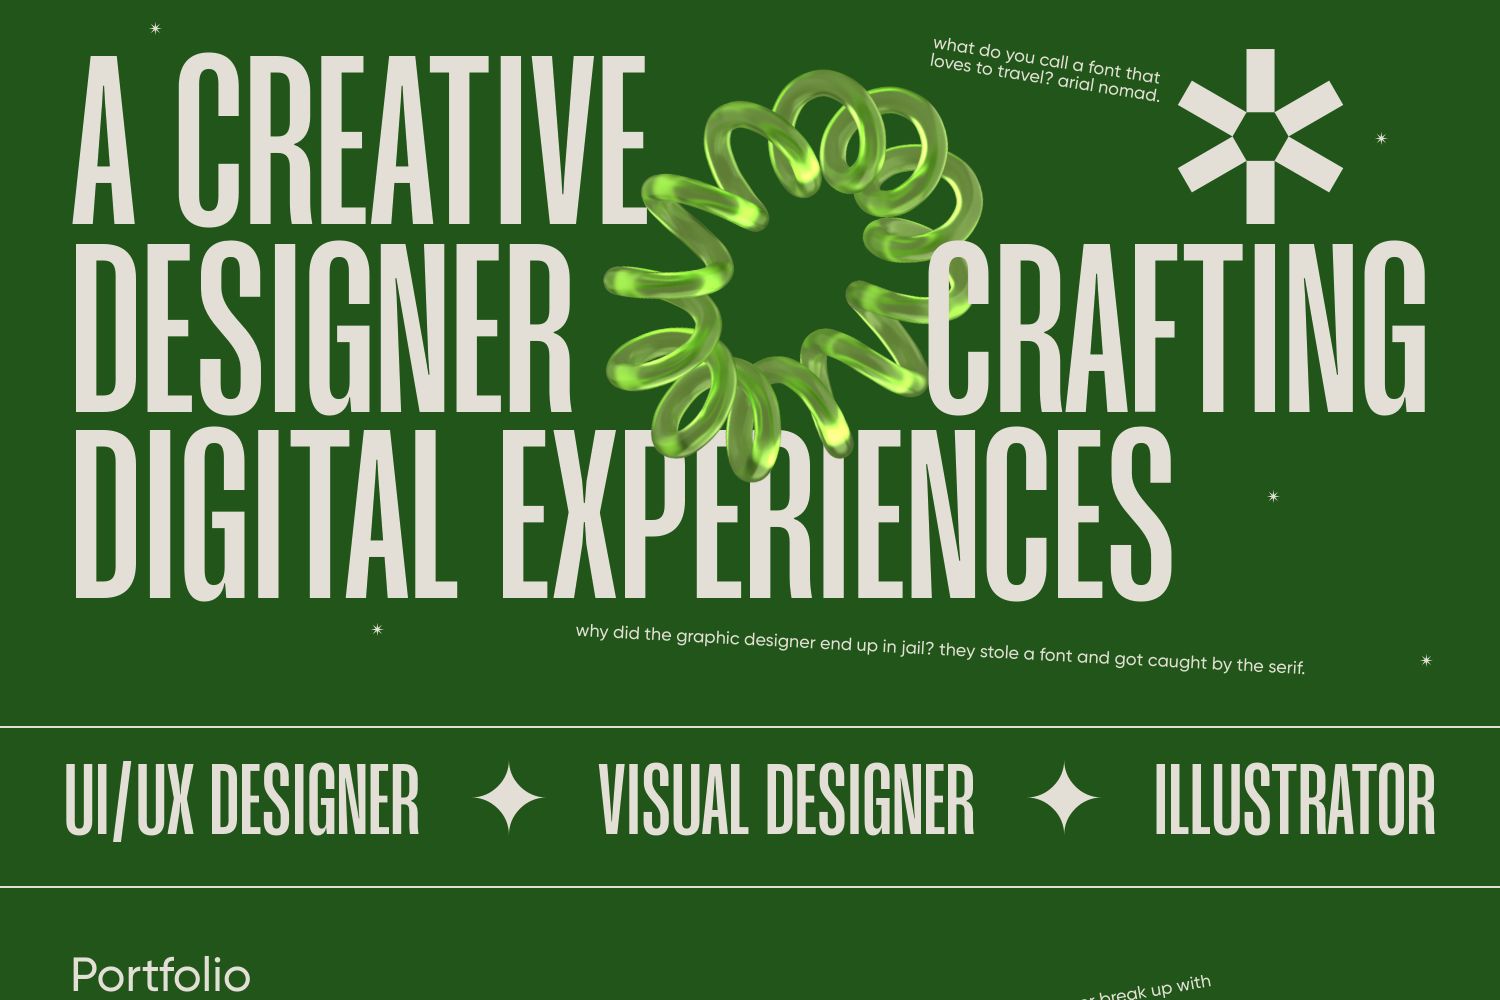 what do you call a font that
loves to travel? arial nomad.
A CREATIVE
DESIGNER CRAFTING
DIGITAL EXPERIENCES
why did the graphic designer end up in jail? they stole a font and got caught by the serif.
UI/UX DESIGNER VISUAL DESIGNER ILLUSTRATOR
Portfolio
break up with